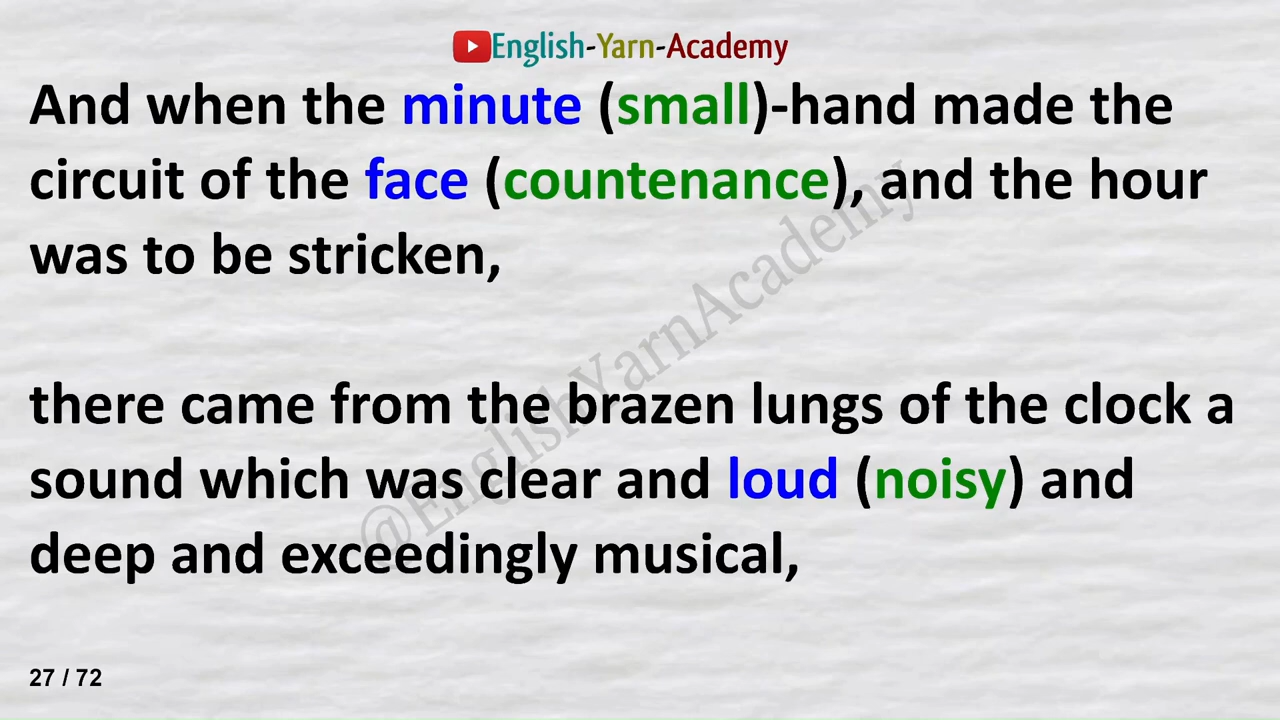 English-Yarn-Academy
And when the minute (small)-hand made the
circuit of the face (countenance), and the hour
was to be stricken,
there came from the brazen lungs of the clock a
sound which was clear and loud (noisy) and
deep and exceedingly musical,
@EnglishYarnAcademy
27 / 72